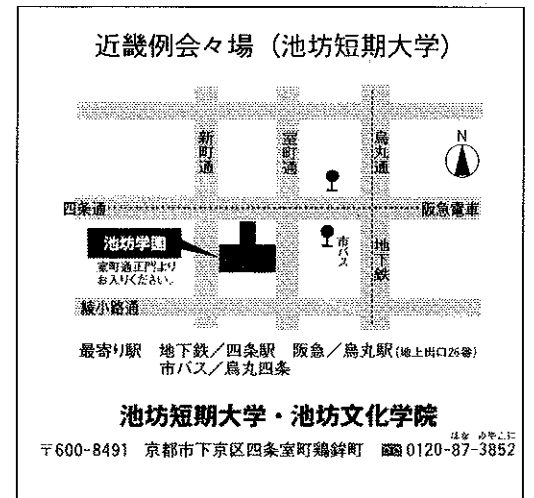 近畿例会々場（池坊短期大学）
新町通
室町通
烏丸通
N
四条通
阪急電車
池坊学園
室町通正門より
お入りください。
市バス
地下鉄
綾小路通
最寄り駅 地下鉄／四条駅 阪急／烏丸駅(地上出口26番)
市バス／烏丸四条
池坊短期大学・池坊文化学院
はな みやこに
〒600-8491 京都市下京区四条室町鶏鉾町 0120-87-3852